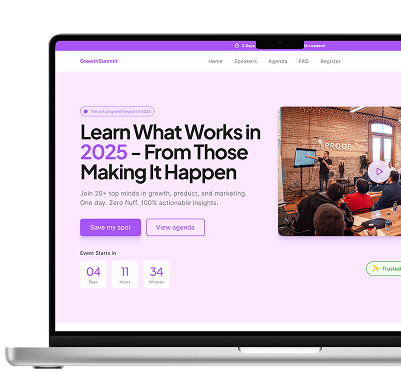 3 Days
th Leaders!
GrowthSummit
Home Speakers Agenda FAQ Register
The virtual growth event of 2025
Learn What Works in
2025 – From Those
Making It Happen
Join 20+ top minds in growth, product, and marketing.
One day. Zero fluff. 100% actionable insights.
Save my spot
View agenda
Event Starts in
04 11 34
Days Hours Minutes
PROOF
✨ Trusted